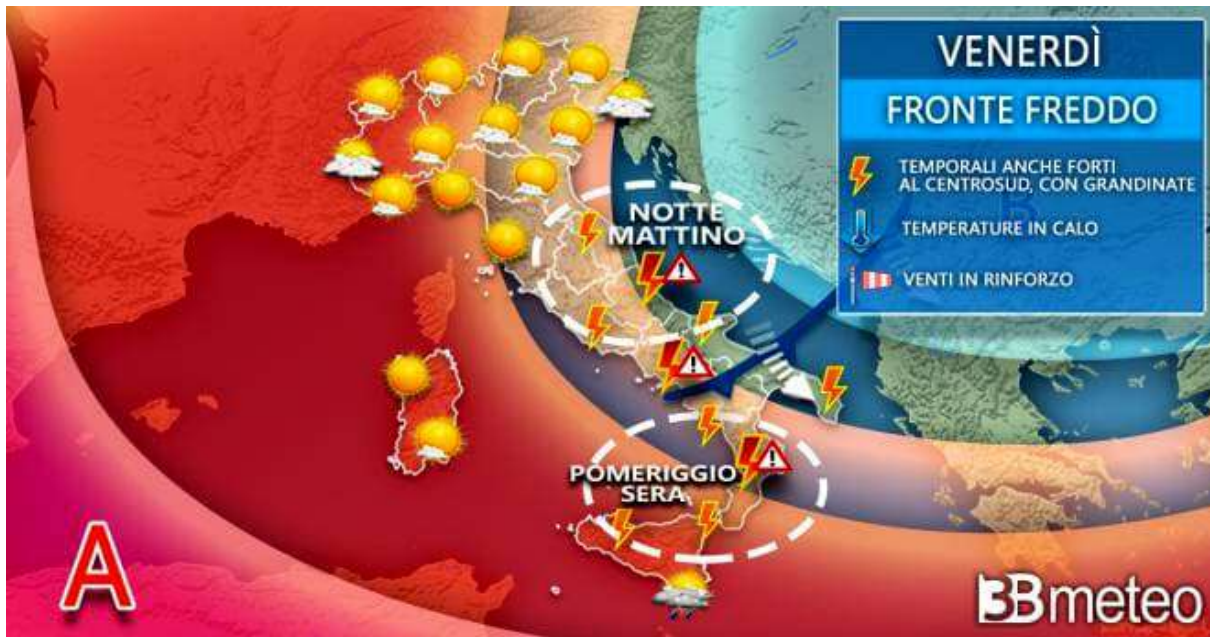 VENERDÌ
FRONTE FREDDO
TEMPORALI ANCHE FORTI
AL CENTROSUD, CON GRANDINATE
TEMPERATURE IN CALO
VENTI IN RINFORZO
NOTTE
MATTINO
POMERIGGIO
SERA
A
B
3Bmeteo